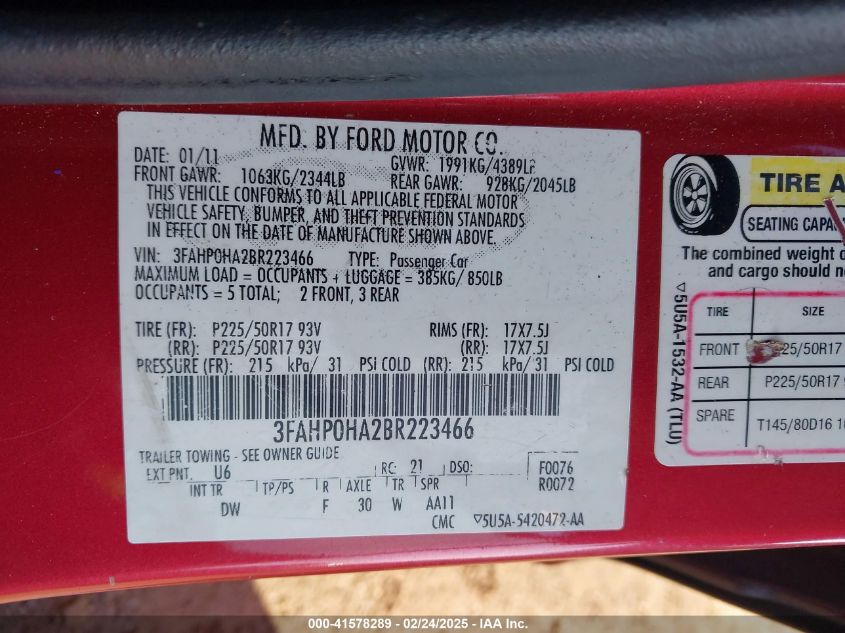 MFD. BY FORD MOTOR CO.
DATE: 01/11
GVWR: 1991KG/4389LB
FRONT GAWR: 1063KG/2344LB
REAR GAWR: 928KG/2045LB
THIS VEHICLE CONFORMS TO ALL APPLICABLE FEDERAL MOTOR
VEHICLE SAFETY, BUMPER, AND THEFT PREVENTION STANDARDS
IN EFFECT ON THE DATE OF MANUFACTURE SHOWN ABOVE.
VIN: 3FAHP0HA2BR223466 TYPE: Passenger Car
MAXIMUM LOAD = OCCUPANTS + LUGGAGE = 385KG/ 850LB
OCCUPANTS = 5 TOTAL; 2 FRONT, 3 REAR
TIRE (FR): P225/50R17 93V RIMS (FR): 17X7.5J
(RR): P225/50R17 93V (RR): 17X7.5J
PRESSURE (FR): 215 kPa/ 31 PSI COLD (RR): 215 kPa/ 31 PSI COLD
3FAHP0HA2BR223466
TRAILER TOWING - SEE OWNER GUIDE
EXT PNT. U6 RC: 21 DSO: F0076
R0072
INT TR TP/PS R AXLE TR SPR
DW F 30 W AA11
CMC ▽5U5A-5420472-AA
TIRE A
SEATING CAPA
The combined weight o
and cargo should n
▽5U5A-1532-AA (TLU)
TIRE SIZE
FRONT 25/50R17
REAR P225/50R17 9
SPARE T145/80D16 10
000-41578289 - 02/24/2025 - IAA Inc.